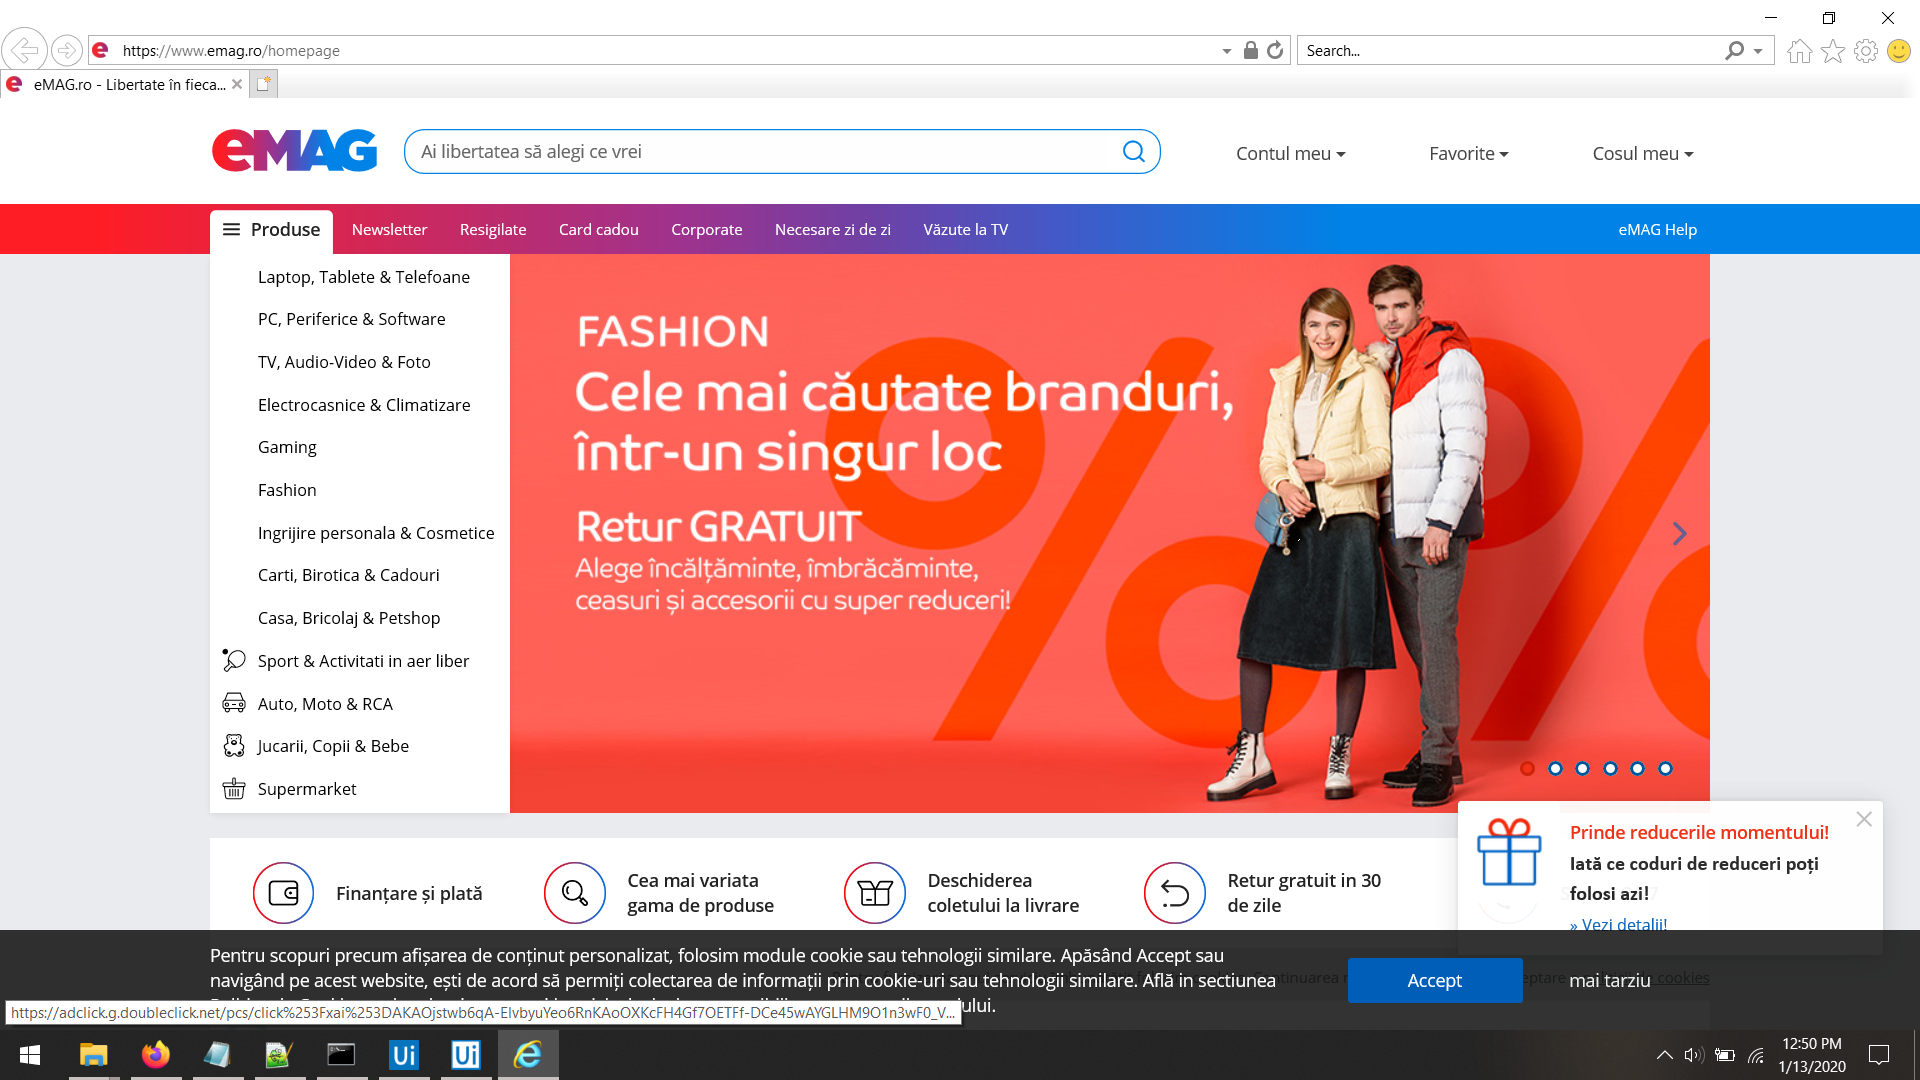 https://www.emag.ro/homepage
Search...
eMAG.ro - Libertate în fieca...
eMAG
Ai libertatea să alegi ce vrei
Contul meu
Favorite
Cosul meu
Produse
Newsletter
Resigilate
Card cadou
Corporate
Necesare zi de zi
Văzute la TV
eMAG Help
Laptop, Tablete & Telefoane
PC, Periferice & Software
TV, Audio-Video & Foto
Electrocasnice & Climatizare
Gaming
Fashion
Ingrijire personala & Cosmetice
Carti, Birotica & Cadouri
Casa, Bricolaj & Petshop
Sport & Activitati in aer liber
Auto, Moto & RCA
Jucarii, Copii & Bebe
Supermarket
FASHION
Cele mai căutate branduri,
într-un singur loc
Retur GRATUIT
Alege încălțăminte, îmbrăcăminte,
ceasuri și accesorii cu super reduceri!
Finanțare și plată
Cea mai variata
gama de produse
Deschiderea
coletului la livrare
Retur gratuit in 30
de zile
Prinde reducerile momentului!
Iată ce coduri de reduceri poți
folosi azi!
» Vezi detalii!
Pentru scopuri precum afișarea de conținut personalizat, folosim module cookie sau tehnologii similare. Apăsând Accept sau
navigând pe acest website, ești de acord să permiți colectarea de informații prin cookie-uri sau tehnologii similare. Află in sectiunea
Accept
mai tarziu
cookies
https://adclick.g.doubleclick.net/pcs/click%253Fxai%253DAKAOjstwb6qA-ElvbyuYeo6RnKAoOXKcFH4Gf7OETFf-DCe45wAYGLHM9O1n3wF0_V...
Ui
Ui
12:50 PM
1/13/2020